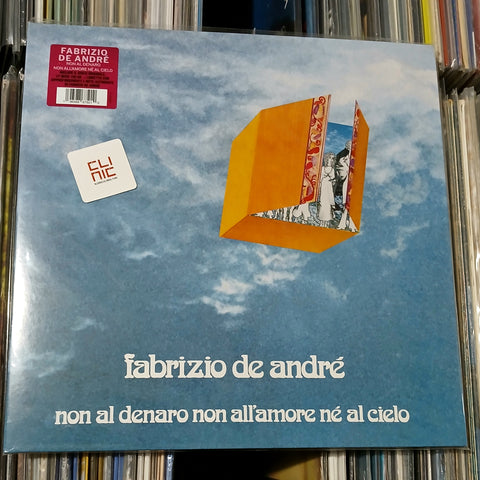 FABRIZIO
DE ANDRÉ
NON AL DENARO
NON ALL'AMORE NÉ AL CIELO
CLI
NIC
fabrizio de andré
non al denaro non all'amore né al cielo